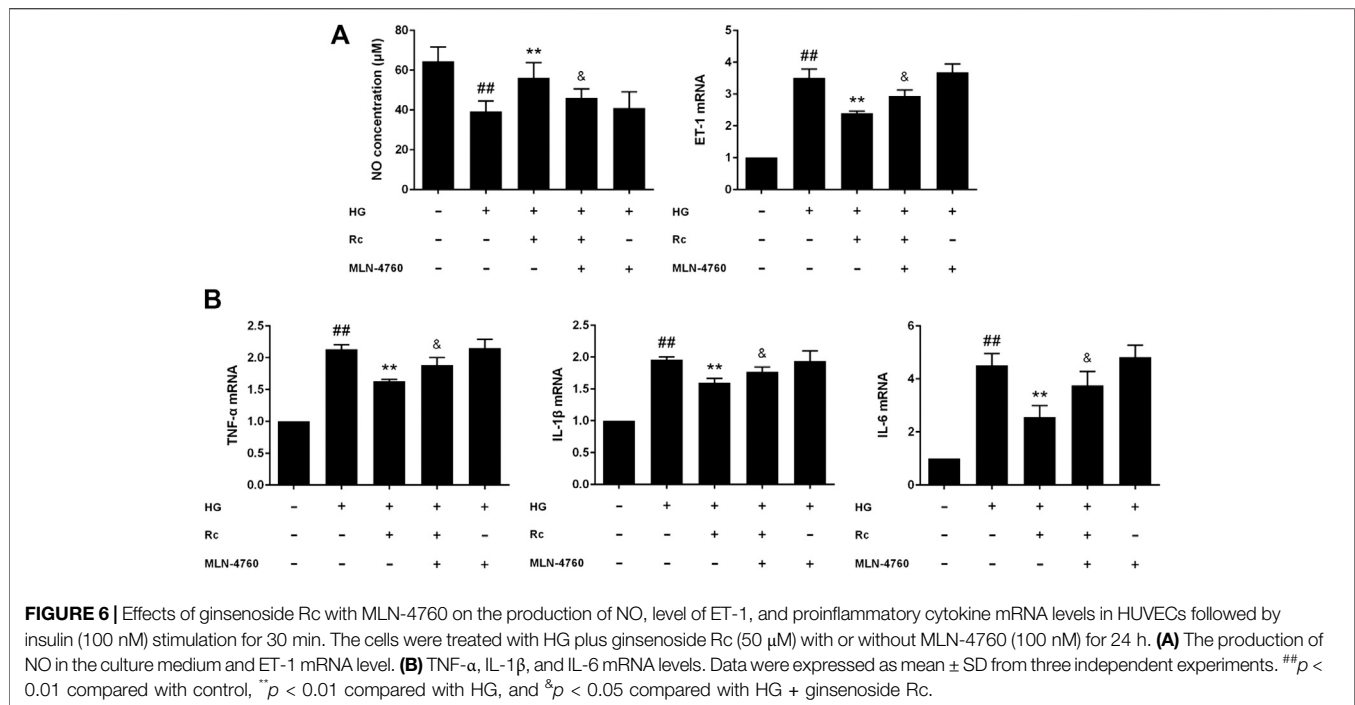 A
NO concentration (μM)
80
60
40
20
0
##
**
&
HG - + + + +
Rc - - + + -
MLN-4760 - - - + +
ET-1 mRNA
5
4
3
2
1
0
##
**
&
HG - + + + +
Rc - - + + -
MLN-4760 - - - + +
B
TNF-α mRNA
2.5
2.0
1.5
1.0
0.5
0.0
##
**
&
HG - + + + +
Rc - - + + -
MLN-4760 - - - + +
IL-1β mRNA
2.5
2.0
1.5
1.0
0.5
0.0
##
**
&
HG - + + + +
Rc - - + + -
MLN-4760 - - - + +
IL-6 mRNA
6
4
2
0
##
**
&
HG - + + + +
Rc - - + + -
MLN-4760 - - - + +
FIGURE 6 | Effects of ginsenoside Rc with MLN-4760 on the production of NO, level of ET-1, and proinflammatory cytokine mRNA levels in HUVECs followed by
insulin (100 nM) stimulation for 30 min. The cells were treated with HG plus ginsenoside Rc (50 μM) with or without MLN-4760 (100 nM) for 24 h. (A) The production of
NO in the culture medium and ET-1 mRNA level. (B) TNF-α, IL-1β, and IL-6 mRNA levels. Data were expressed as mean ± SD from three independent experiments. ##p <
0.01 compared with control, **p < 0.01 compared with HG, and &p < 0.05 compared with HG + ginsenoside Rc.